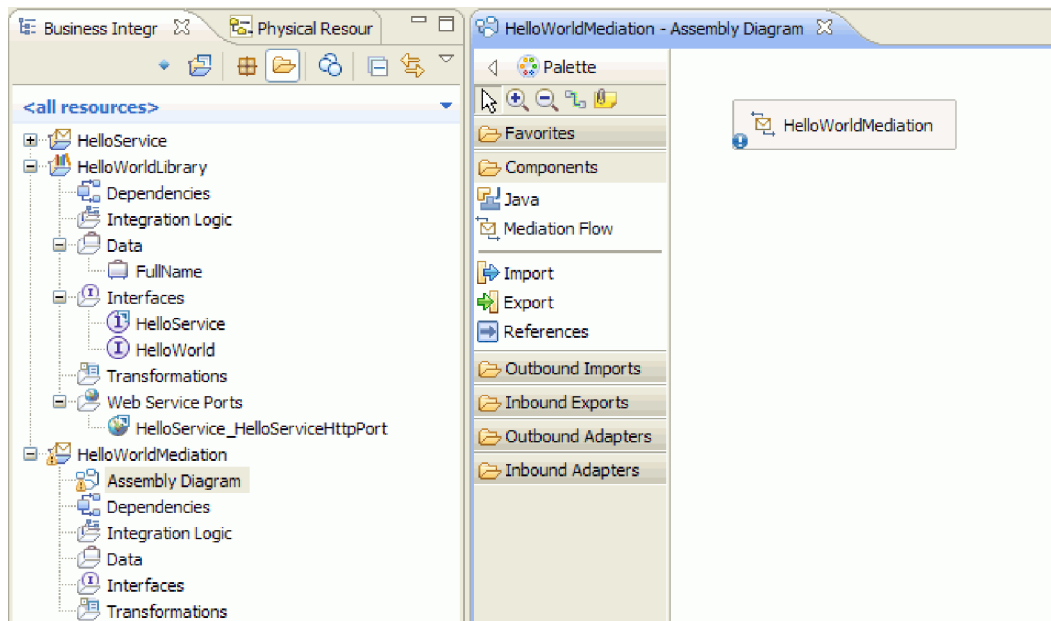 Business Integr
Physical Resour
<all resources>
HelloService
HelloWorldLibrary
Dependencies
Integration Logic
Data
FullName
Interfaces
HelloService
HelloWorld
Transformations
Web Service Ports
HelloService_HelloServiceHttpPort
HelloWorldMediation
Assembly Diagram
Dependencies
Integration Logic
Data
Interfaces
Transformations
HelloWorldMediation - Assembly Diagram
Palette
Favorites
Components
Java
Mediation Flow
Import
Export
References
Outbound Imports
Inbound Exports
Outbound Adapters
Inbound Adapters
HelloWorldMediation